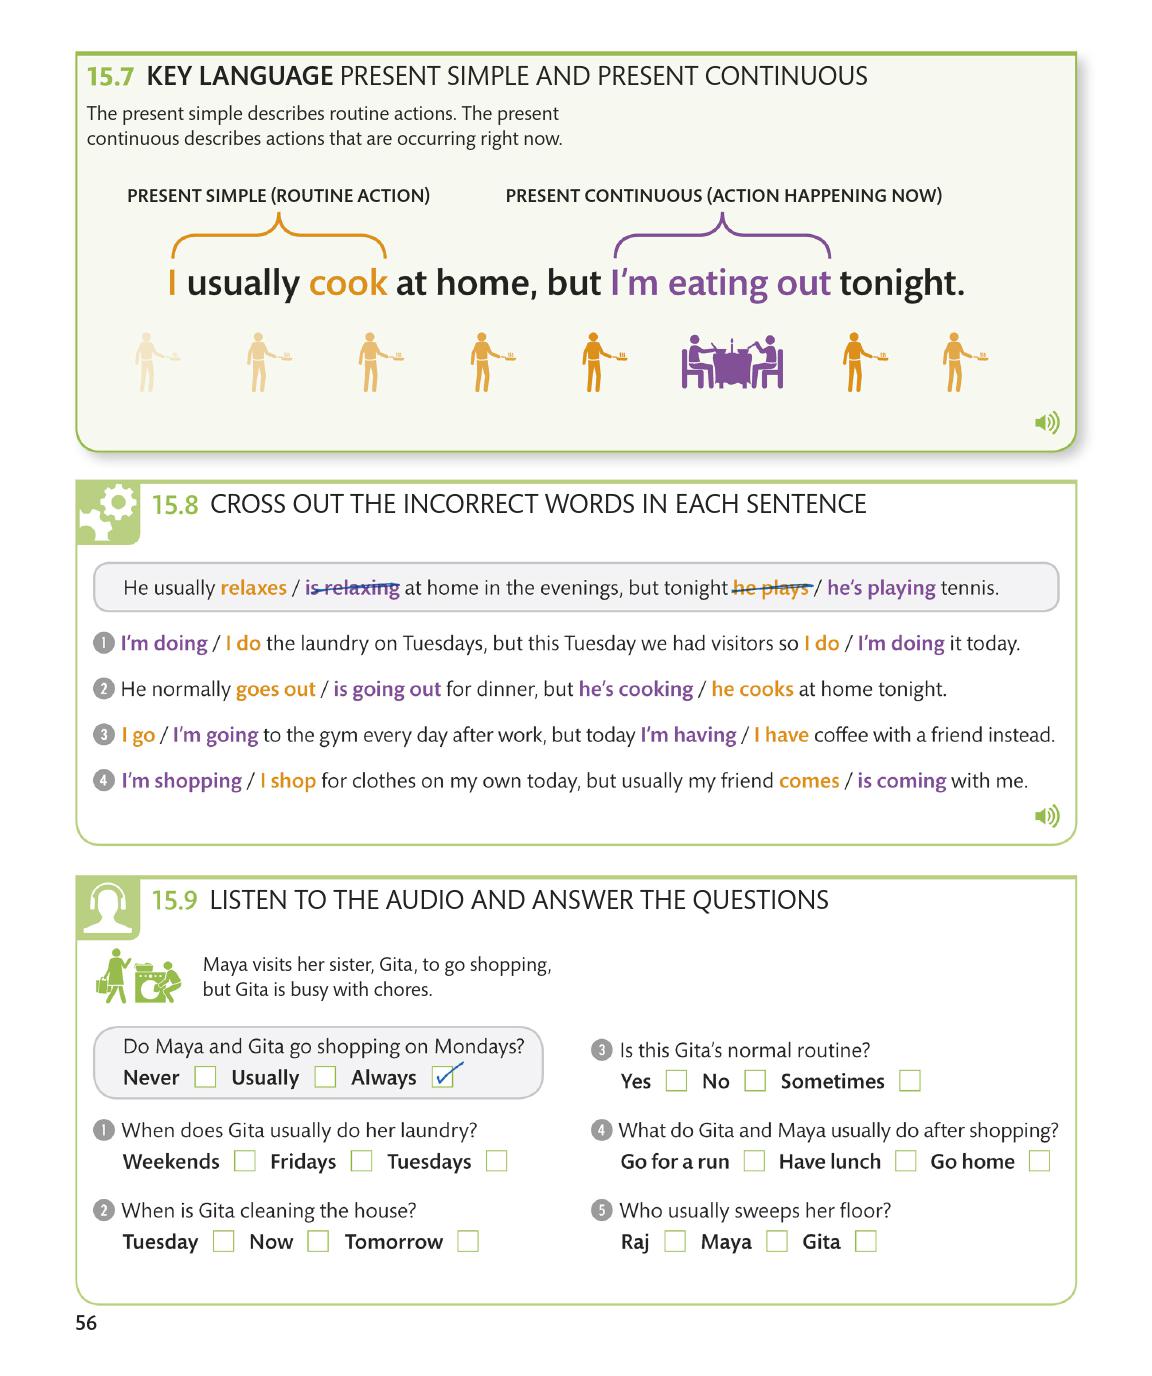 15.7 KEY LANGUAGE PRESENT SIMPLE AND PRESENT CONTINUOUS
The present simple describes routine actions. The present
continuous describes actions that are occurring right now.
PRESENT SIMPLE (ROUTINE ACTION) PRESENT CONTINUOUS (ACTION HAPPENING NOW)
I usually cook at home, but I'm eating out tonight.
15.8 CROSS OUT THE INCORRECT WORDS IN EACH SENTENCE
He usually relaxes / is relaxing at home in the evenings, but tonight he plays / he's playing tennis.
1 I'm doing / I do the laundry on Tuesdays, but this Tuesday we had visitors so I do / I'm doing it today.
2 He normally goes out / is going out for dinner, but he's cooking / he cooks at home tonight.
3 I go / I'm going to the gym every day after work, but today I'm having / I have coffee with a friend instead.
4 I'm shopping / I shop for clothes on my own today, but usually my friend comes / is coming with me.
15.9 LISTEN TO THE AUDIO AND ANSWER THE QUESTIONS
Maya visits her sister, Gita, to go shopping,
but Gita is busy with chores.
Do Maya and Gita go shopping on Mondays?
Never Usually Always
1 When does Gita usually do her laundry?
Weekends Fridays Tuesdays
2 When is Gita cleaning the house?
Tuesday Now Tomorrow
3 Is this Gita's normal routine?
Yes No Sometimes
4 What do Gita and Maya usually do after shopping?
Go for a run Have lunch Go home
5 Who usually sweeps her floor?
Raj Maya Gita
56